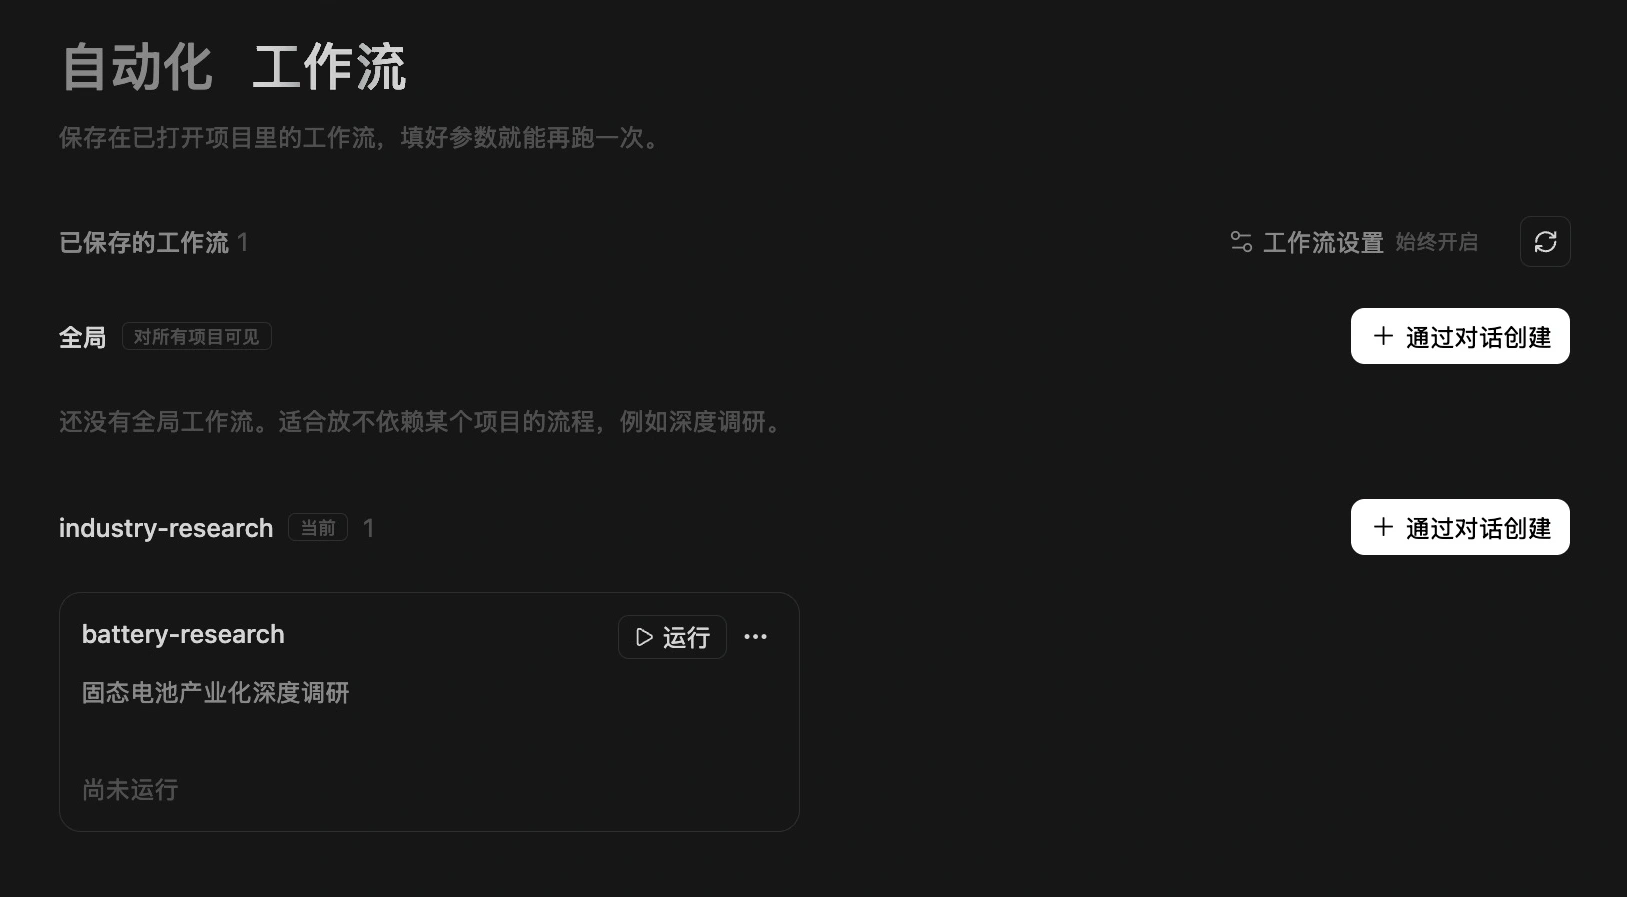 自动化 工作流
保存在已打开项目里的工作流，填好参数就能再跑一次。
已保存的工作流 1
工作流设置 始终开启
全局 对所有项目可见
+ 通过对话创建
还没有全局工作流。适合放不依赖某个项目的流程，例如深度调研。
industry-research 当前 1
+ 通过对话创建
battery-research
运行 ···
固态电池产业化深度调研
尚未运行